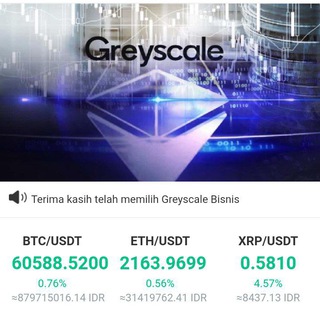 Greyscale
Terima kasih telah memilih Greyscale Bisnis
BTC/USDT ETH/USDT XRP/USDT
60588.5200 2163.9699 0.5810
0.76% 0.56% 4.57%
≈879715016.14 IDR ≈31419762.41 IDR ≈8437.13 IDR